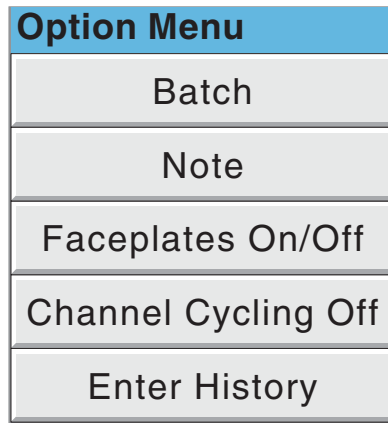 Option Menu
Batch
Note
Faceplates On/Off
Channel Cycling Off
Enter History